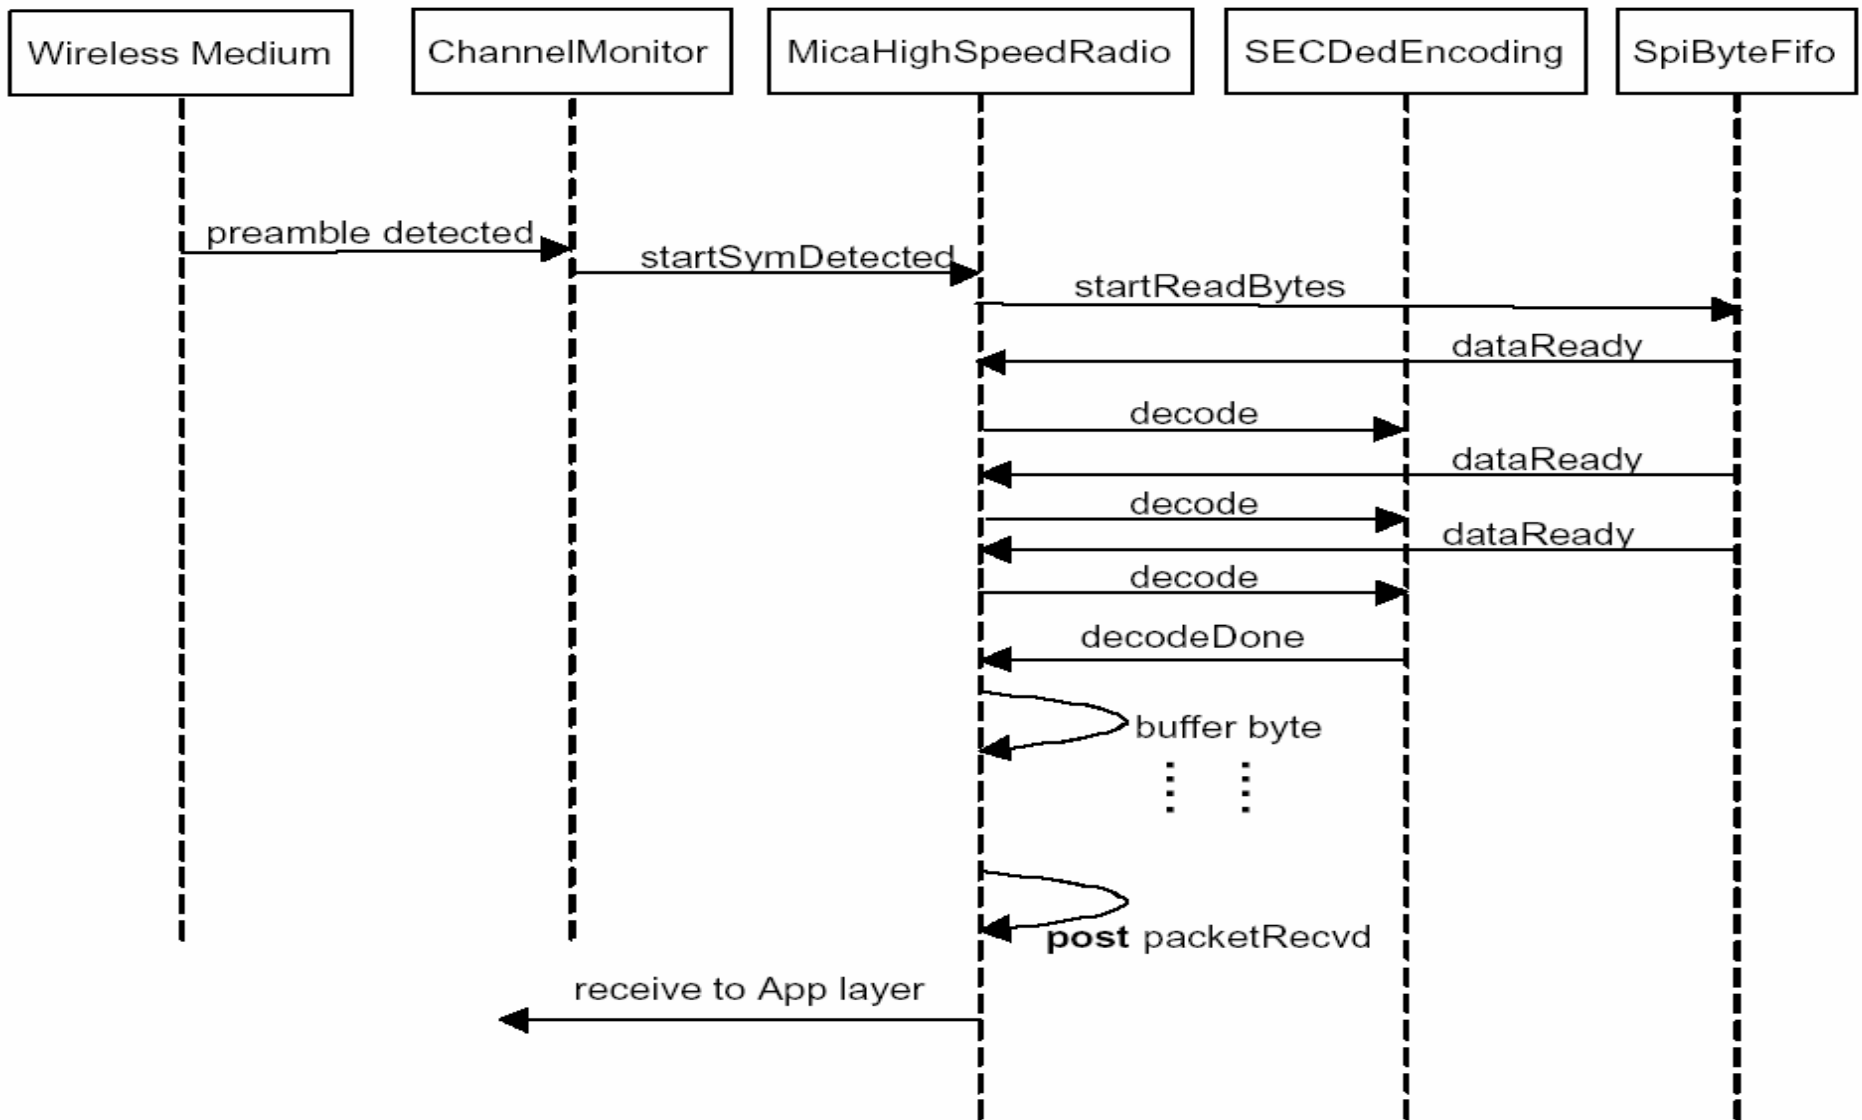 Wireless Medium
ChannelMonitor
MicaHighSpeedRadio
SECDedEncoding
SpiByteFifo
preamble detected
startSymDetected
startReadBytes
dataReady
decode
dataReady
decode
dataReady
decode
decodeDone
buffer byte
post packetRecvd
receive to App layer